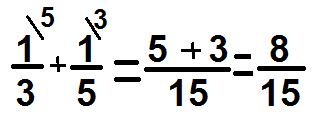 1\5/3 + 1\3/5 = 5 + 3/15 = 8/15